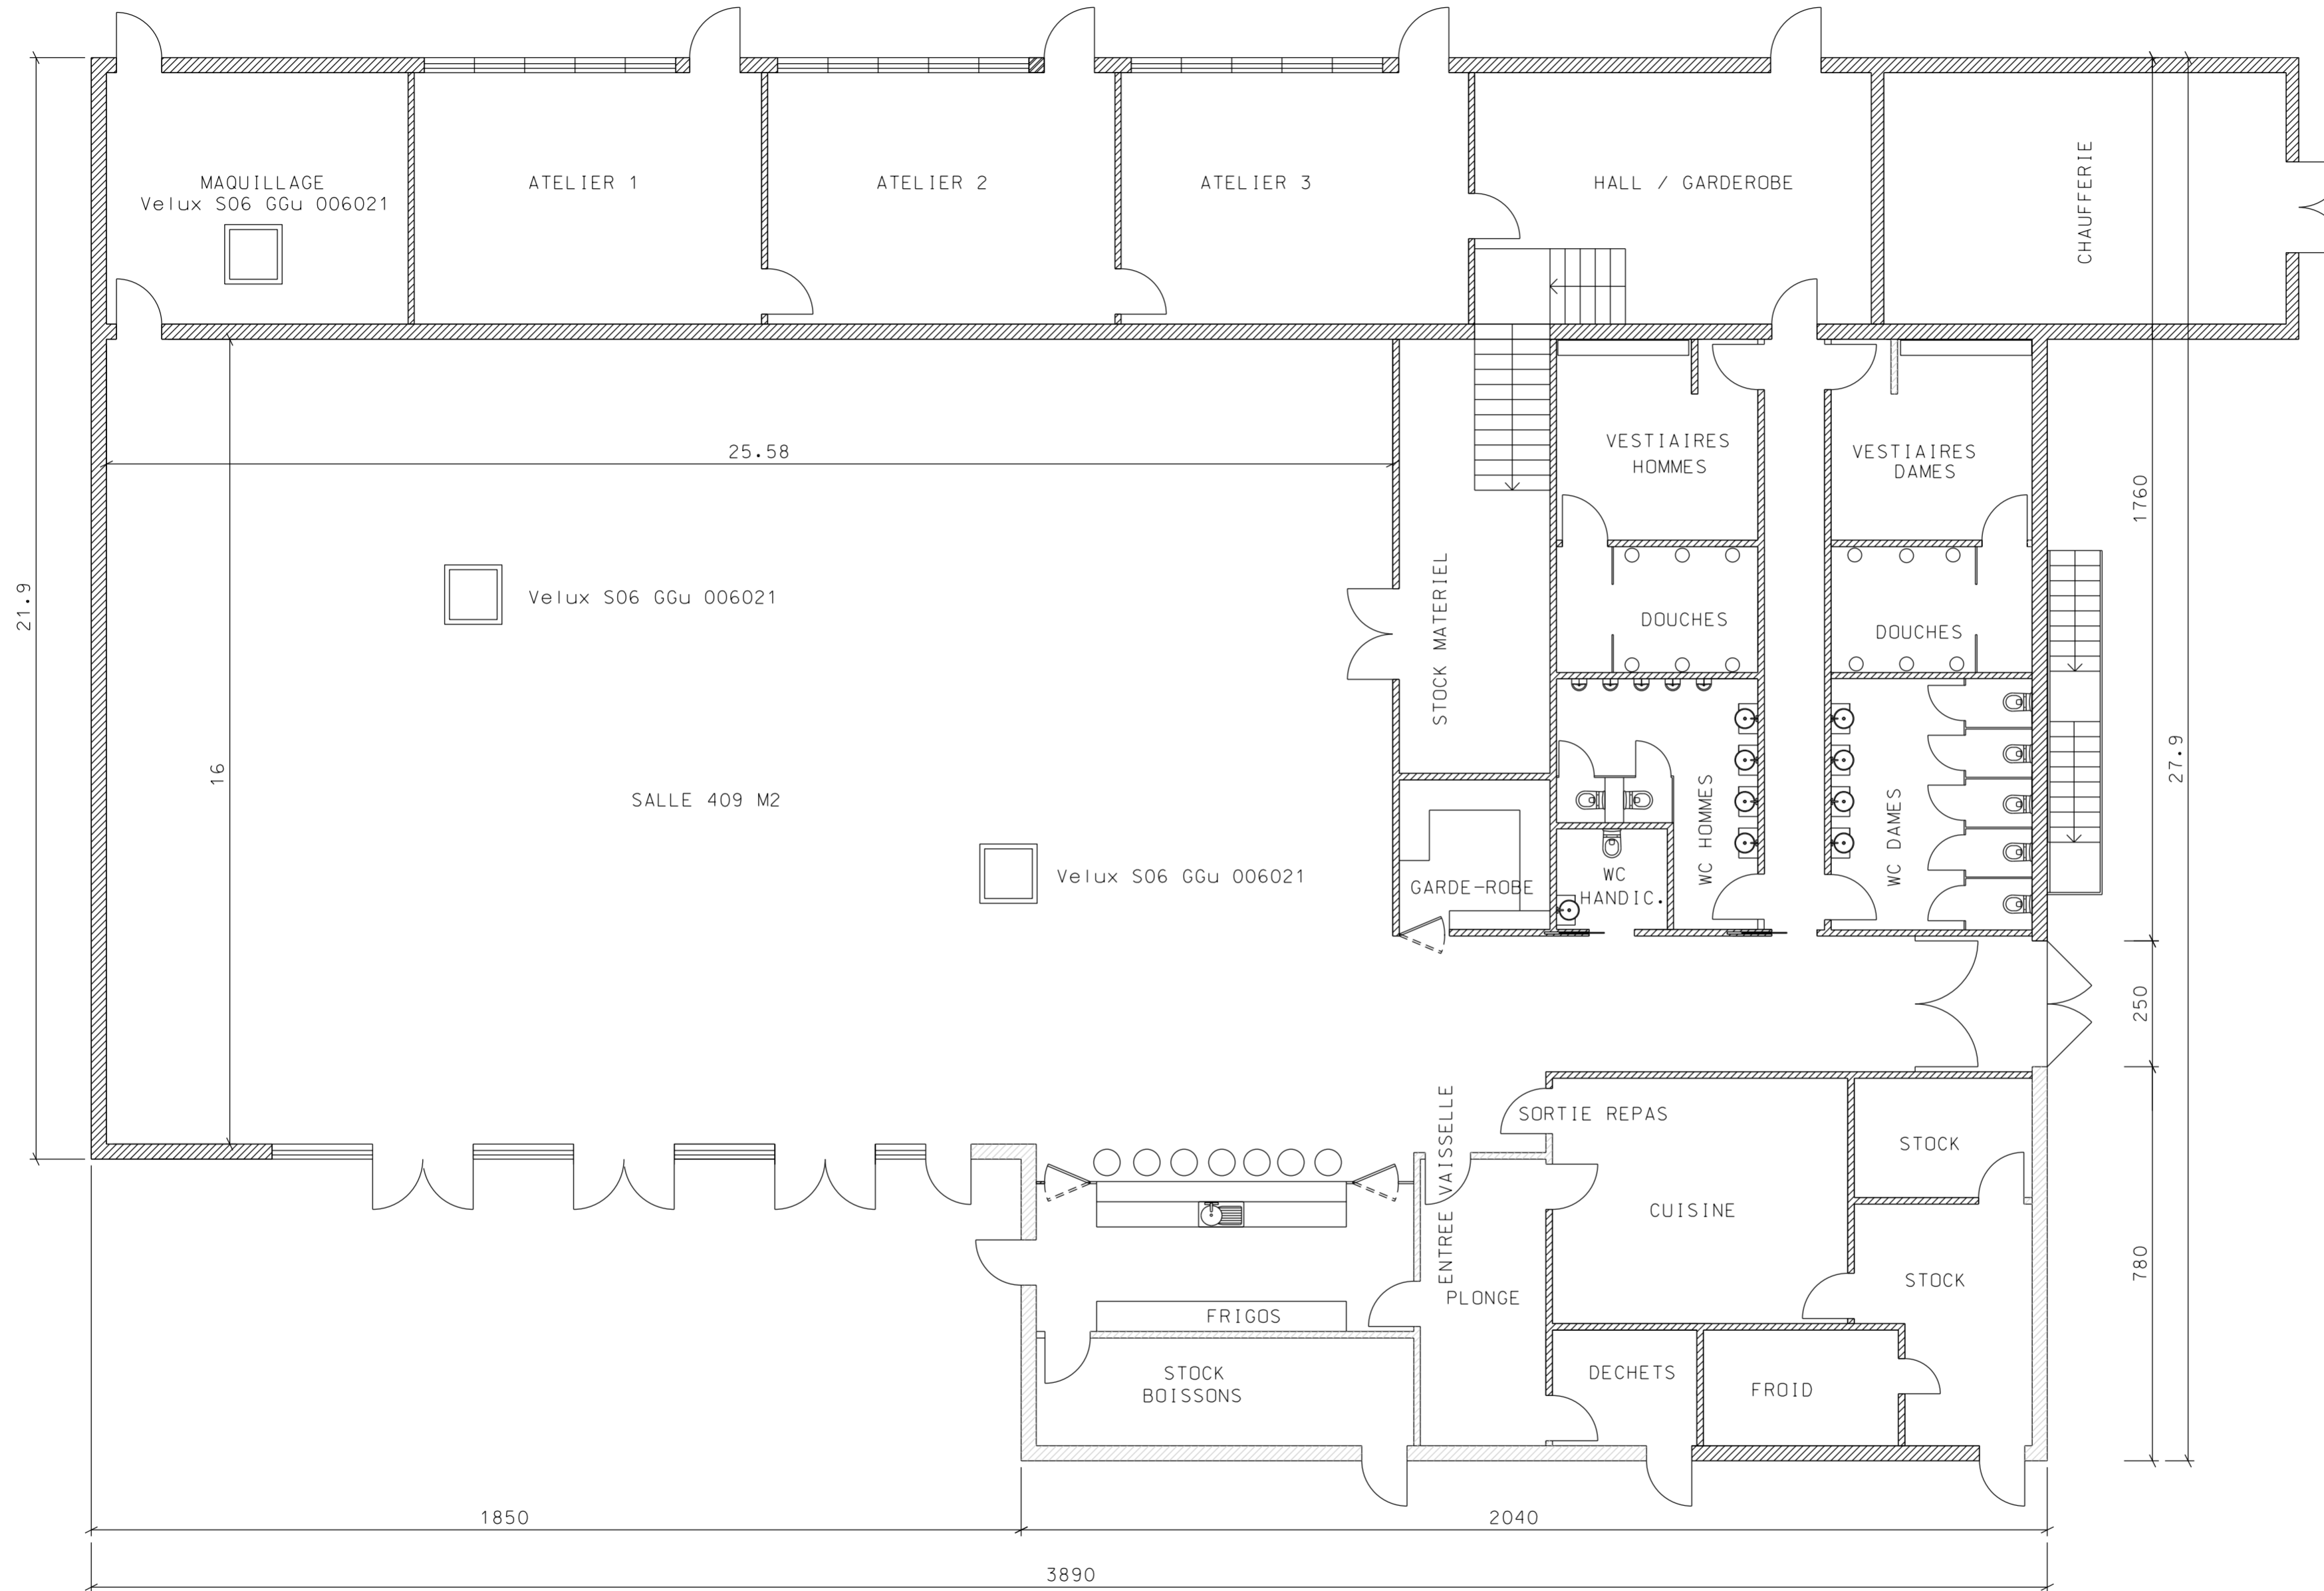 MAQUILLAGE
Velux S06 GGu 006021
ATELIER 1
ATELIER 2
ATELIER 3
HALL / GARDEROBE
CHAUFFERIE
25.58
VESTIAIRES
HOMMES
VESTIAIRES
DAMES
1760
21.9
Velux S06 GGu 006021
STOCK MATERIEL
DOUCHES
DOUCHES
16
27.9
SALLE 409 M2
WC HOMMES
WC DAMES
Velux S06 GGu 006021
GARDE-ROBE
WC
HANDIC.
250
ENTREE VAISSELLE
SORTIE REPAS
STOCK
CUISINE
780
STOCK
PLONGE
FRIGOS
STOCK
BOISSONS
DECHETS
FROID
1850
2040
3890